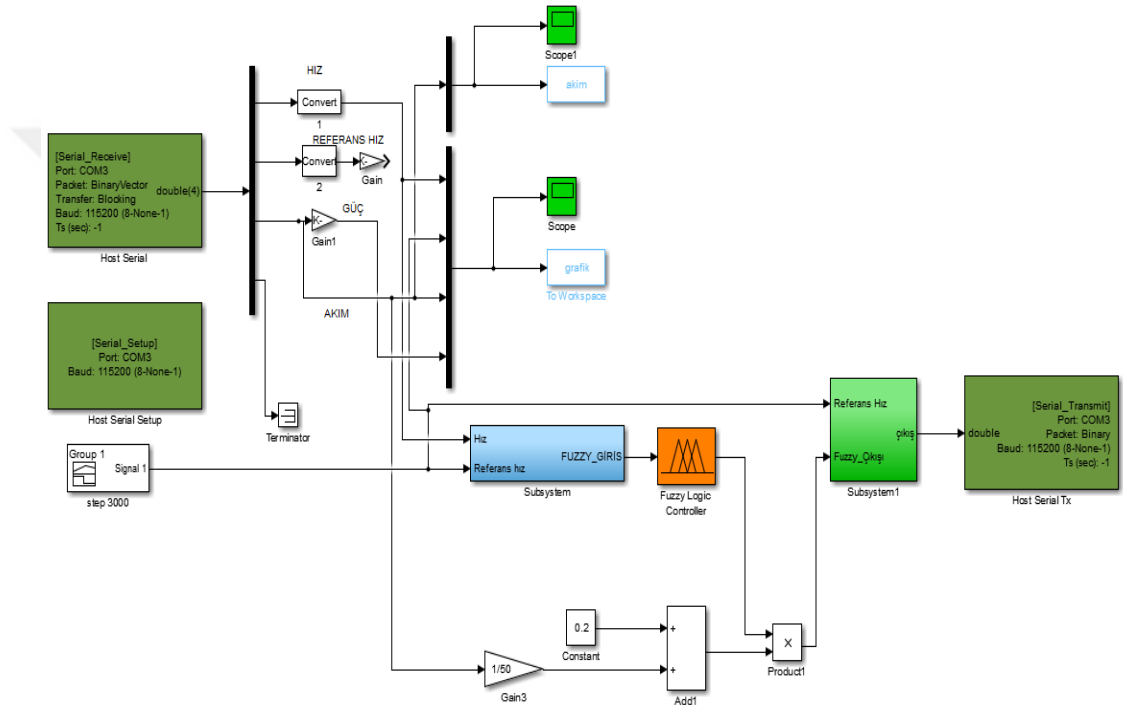 Scope1
akim
HIZ
Convert
1
REFERANS HIZ
Convert
2
K-
Gain
GÜÇ
K-
Gain1
AKIM
[Serial_Receive]
Port: COM3
Packet: BinaryVector
Transfer: Blocking
Baud: 115200 (8-None-1)
Ts (sec): -1
double(4)
Host Serial
Scope
grafik
To Workspace
[Serial_Setup]
Port: COM3
Baud: 115200 (8-None-1)
Host Serial Setup
Terminator
Group 1
Signal 1
step 3000
Hız
Referans hız
FUZZY_GİRİS
Subsystem
Fuzzy Logic
Controller
Referans Hız
çıkış
Fuzzy_Çıkışı
Subsystem1
[Serial_Transmit]
Port: COM3
Packet: Binary
Baud: 115200 (8-None-1)
Ts (sec): -1
double
Host Serial Tx
0.2
Constant
+
+
Add1
1/50
Gain3
X
Product1